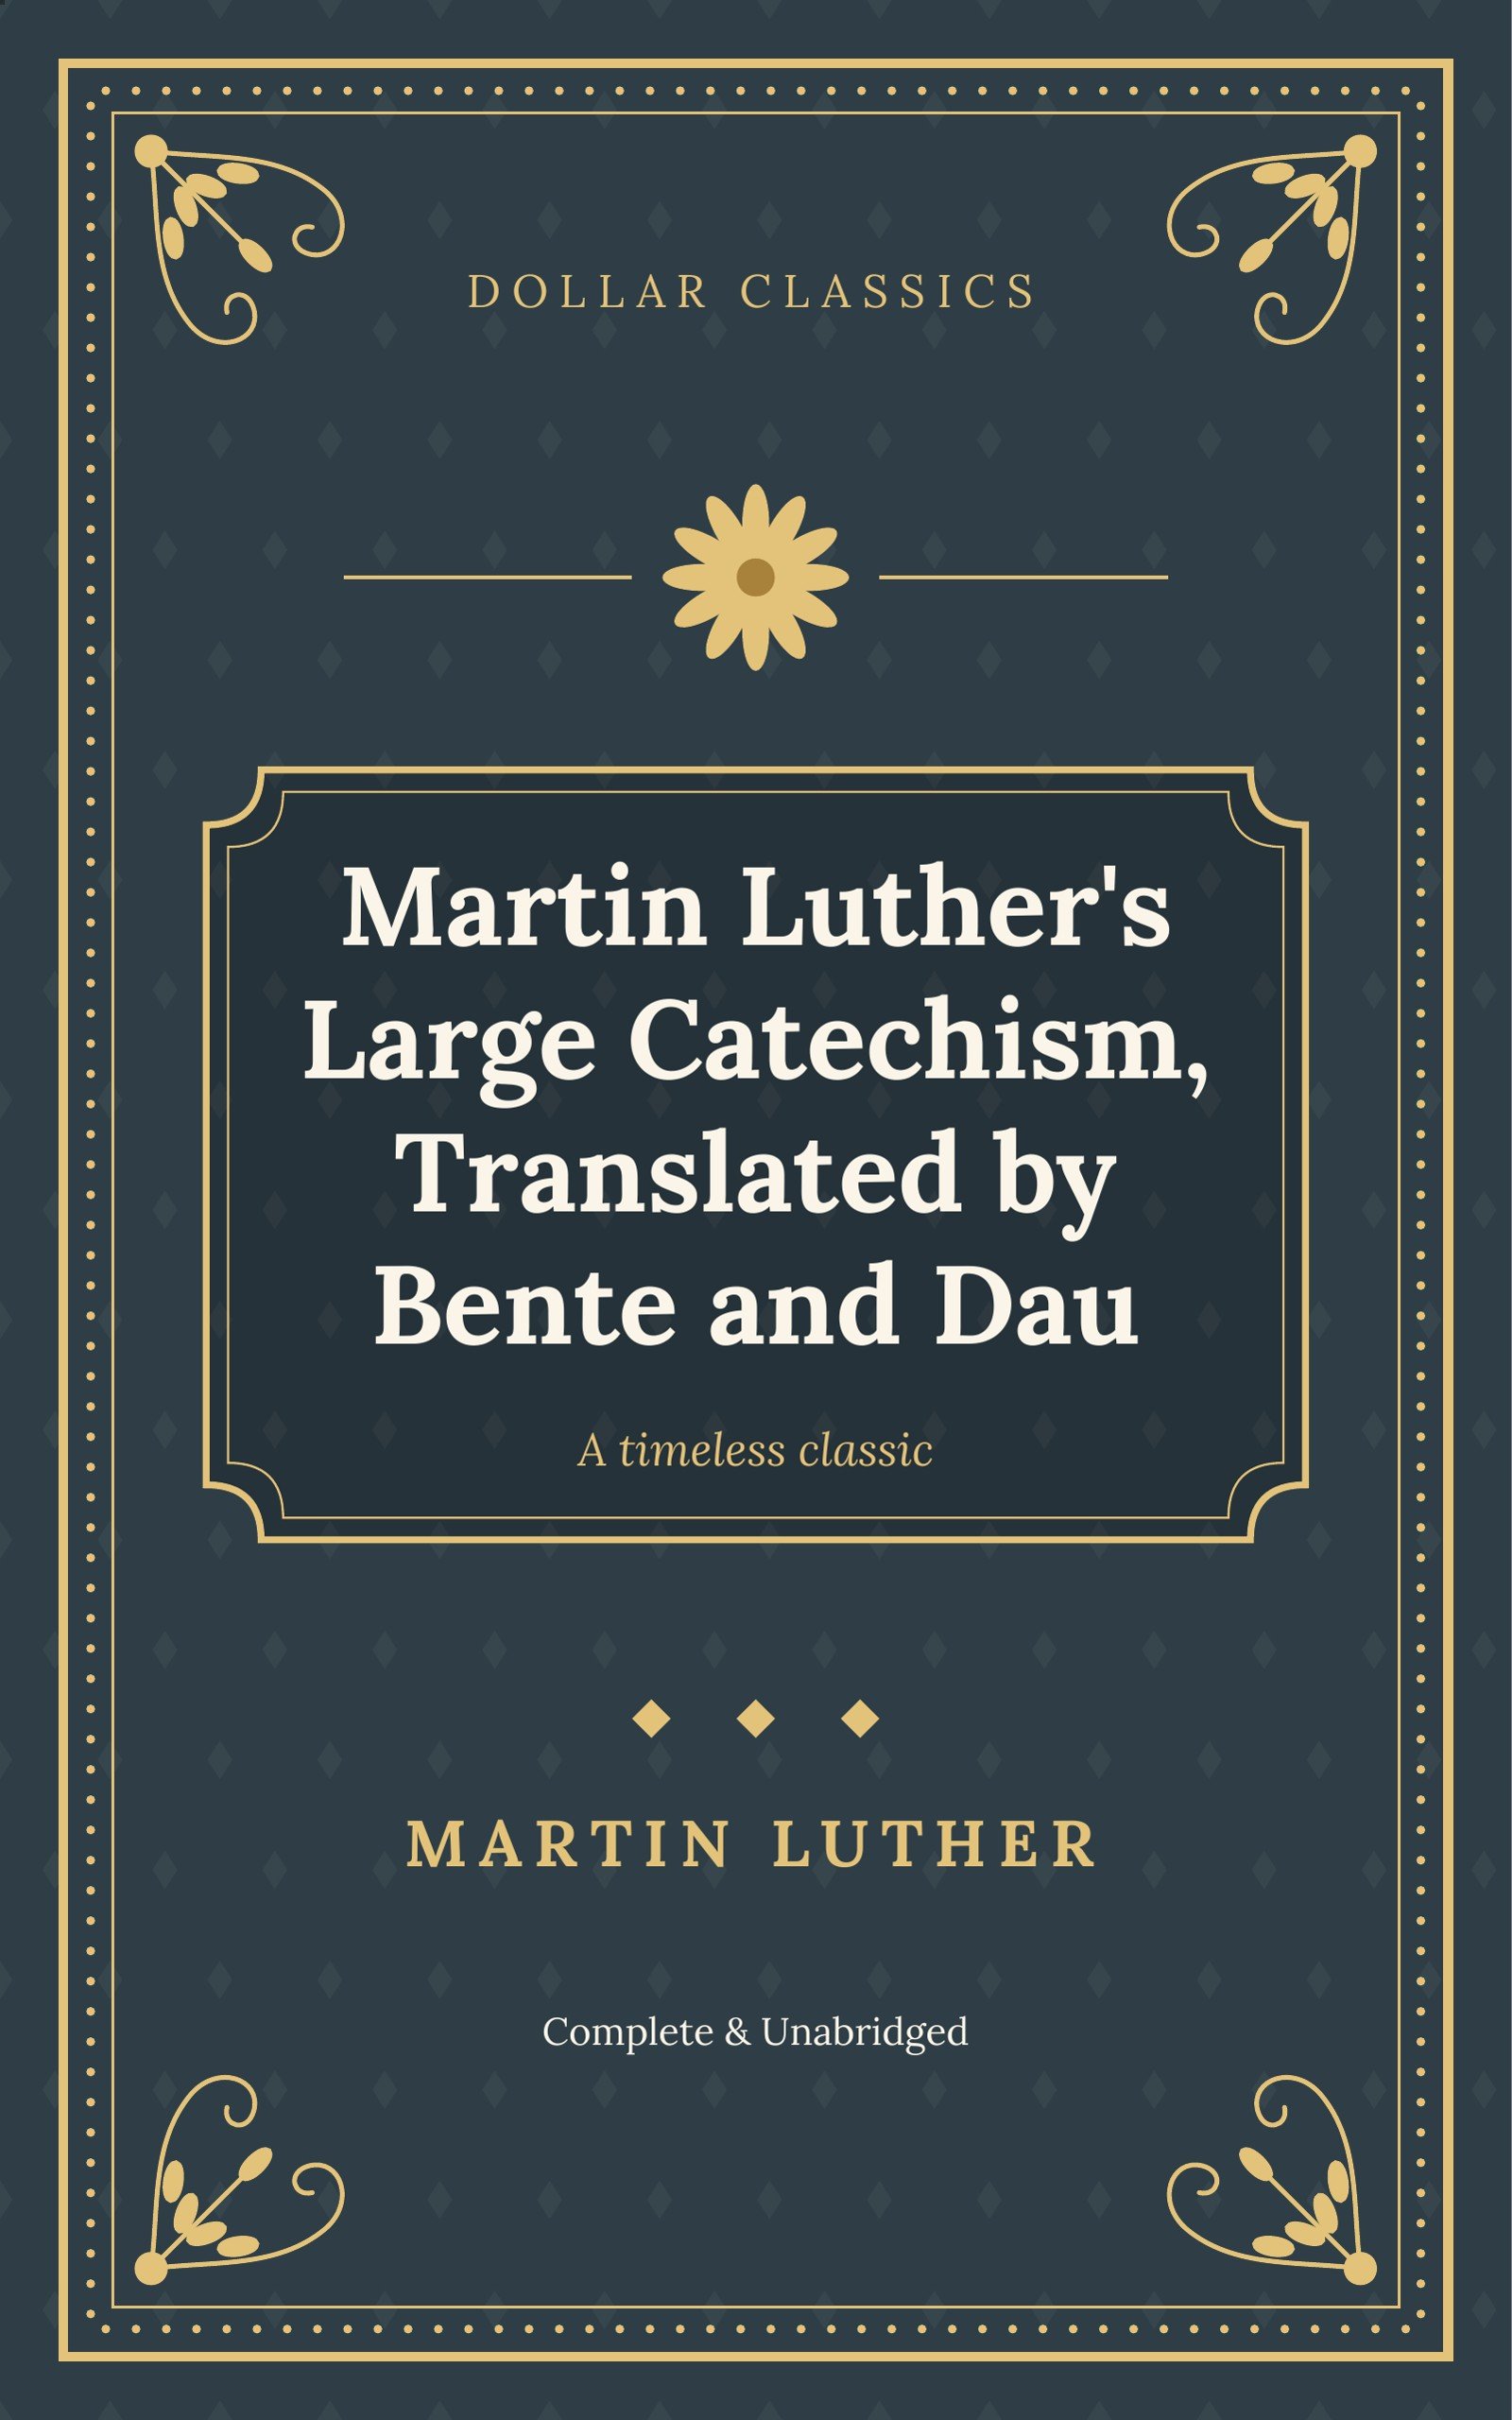 DOLLAR CLASSICS
Martin Luther's
Large Catechism,
Translated by
Bente and Dau
A timeless classic
MARTIN LUTHER
Complete & Unabridged